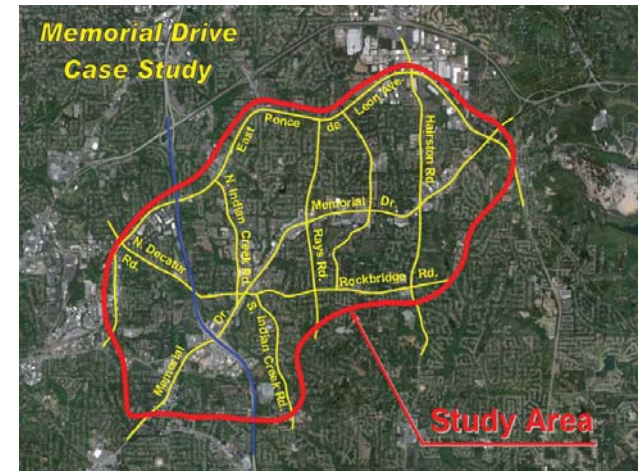 Memorial Drive
Case Study
East
Ponce
de
Leon Ave.
Hairston Rd.
N. Indian
Creek Rd.
Memorial
Dr.
Rays Rd.
N. Decatur
Rd.
Rockbridge
Rd.
S. Indian Creek Rd.
Memorial
Dr.
Study Area